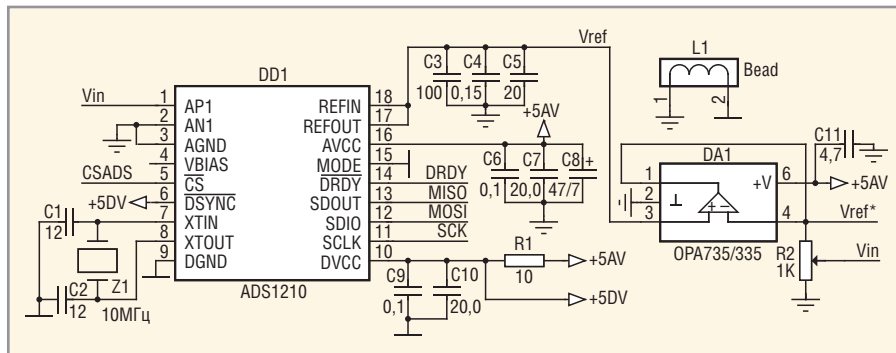 DD1
Vin
1 AP1 REFIN 18
2 AN1 REFOUT 17
3 AGND AVCC 16
4 VBIAS MODE 15
5 CS DRDY 14
6 DSYNC SDOUT 13
7 XTIN SDIO 12
8 XTOUT SCLK 11
9 DGND DVCC 10
ADS1210
CSADS
+5DV
C1
12
C2
12
Z1
10МГц
Vref
C3
100
C4
0,15
C5
20
+5AV
C6
0,1
C7
20,0
C8 +
47/7
DRDY
MISO
MOSI
SCK
C9
0,1
C10
20,0
R1
10
+5AV
+5DV
L1
Bead
1
2
C11
4,7
DA1
1
2
3
+V
6
4
+ –
+5AV
Vref*
OPA735/335
R2
1K
Vin